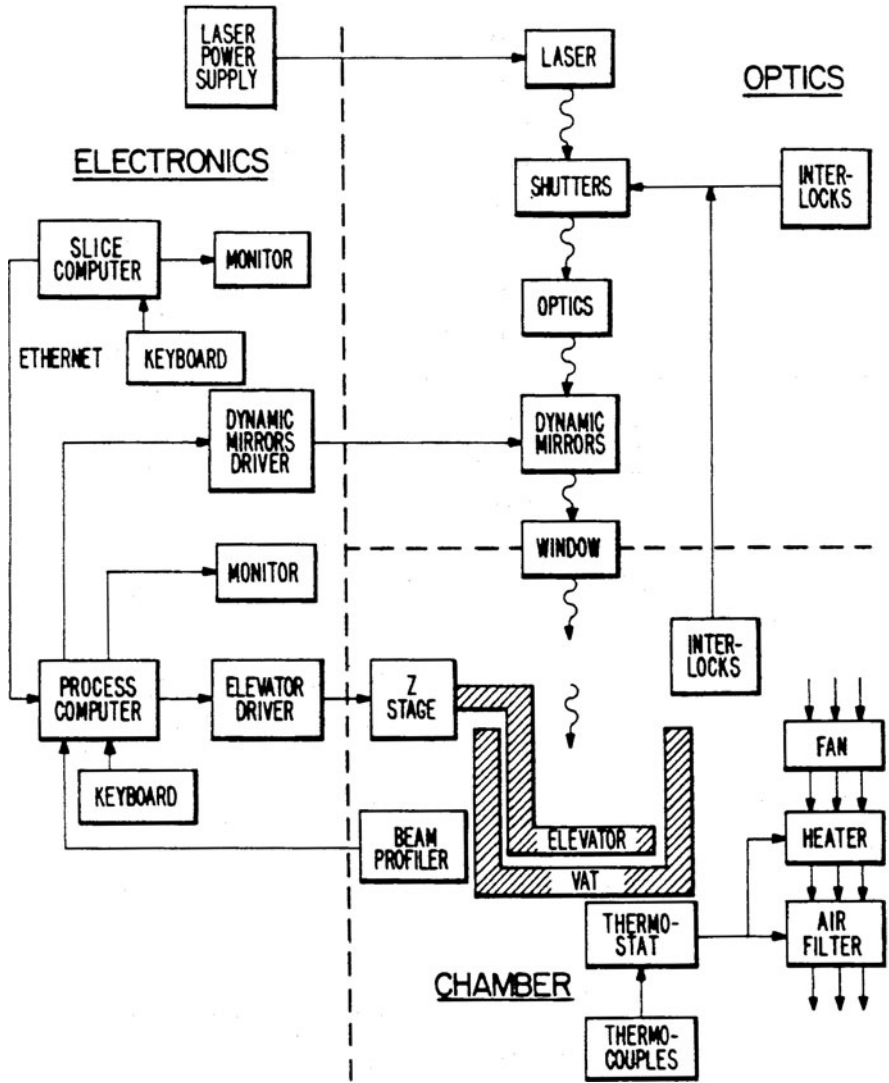 LASER
POWER
SUPPLY
LASER
OPTICS
ELECTRONICS
SHUTTERS
INTER-
LOCKS
SLICE
COMPUTER
MONITOR
OPTICS
ETHERNET
KEYBOARD
DYNAMIC
MIRRORS
DRIVER
DYNAMIC
MIRRORS
WINDOW
MONITOR
INTER-
LOCKS
PROCESS
COMPUTER
ELEVATOR
DRIVER
Z
STAGE
FAN
KEYBOARD
BEAM
PROFILER
ELEVATOR
HEATER
VAT
THERMO-
STAT
AIR
FILTER
CHAMBER
THERMO-
COUPLES